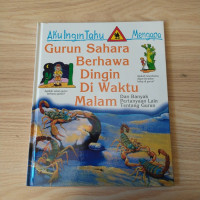 Aku Ingin Tahu Mengapa
Gurun Sahara
Berhawa
Dingin
Di Waktu
Malam
Dan Banyak
Pertanyaan Lain
Tentang Gurun